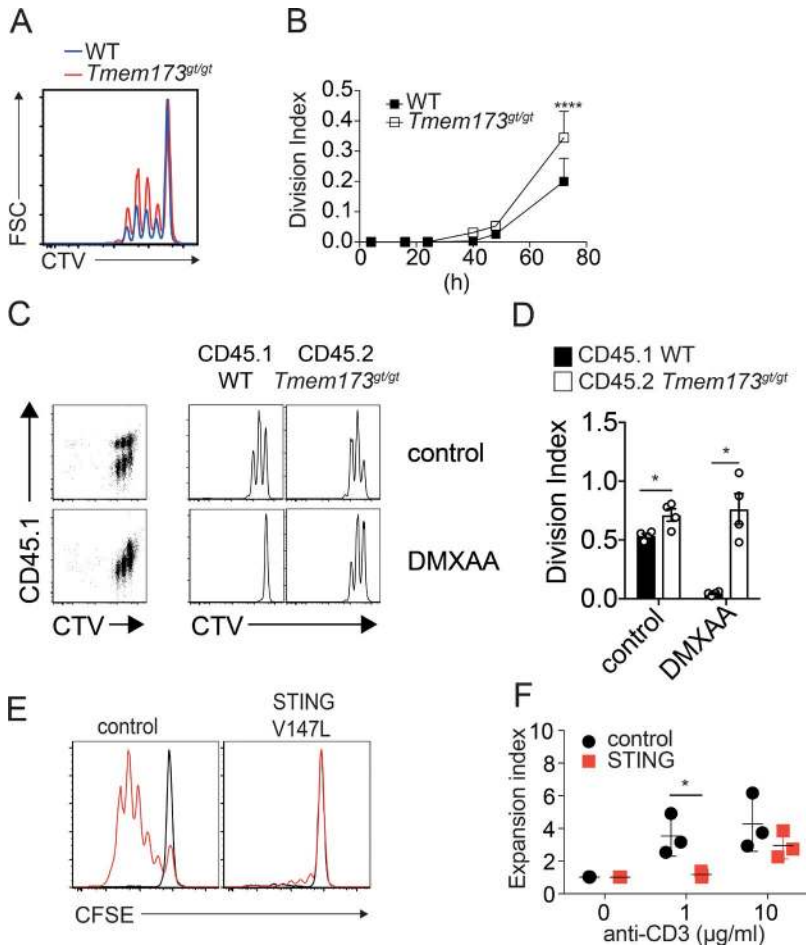 A
WT
Tmem173gt/gt
FSC
CTV
B
WT
Tmem173gt/gt
****
Division Index
0.5
0.4
0.3
0.2
0.1
0.0
0 20 40 60 80
(h)
C
CD45.1 CD45.2
WT Tmem173gt/gt
control
DMXAA
CD45.1
CTV CTV
D
CD45.1 WT
CD45.2 Tmem173gt/gt
Division Index
1.5
1.0
0.5
0.0
* *
control
DMXAA
E
control
STING
V147L
CFSE
F
control
STING
*
Expansion index
10
8
6
4
2
0
0 1 10
anti-CD3 (µg/ml)